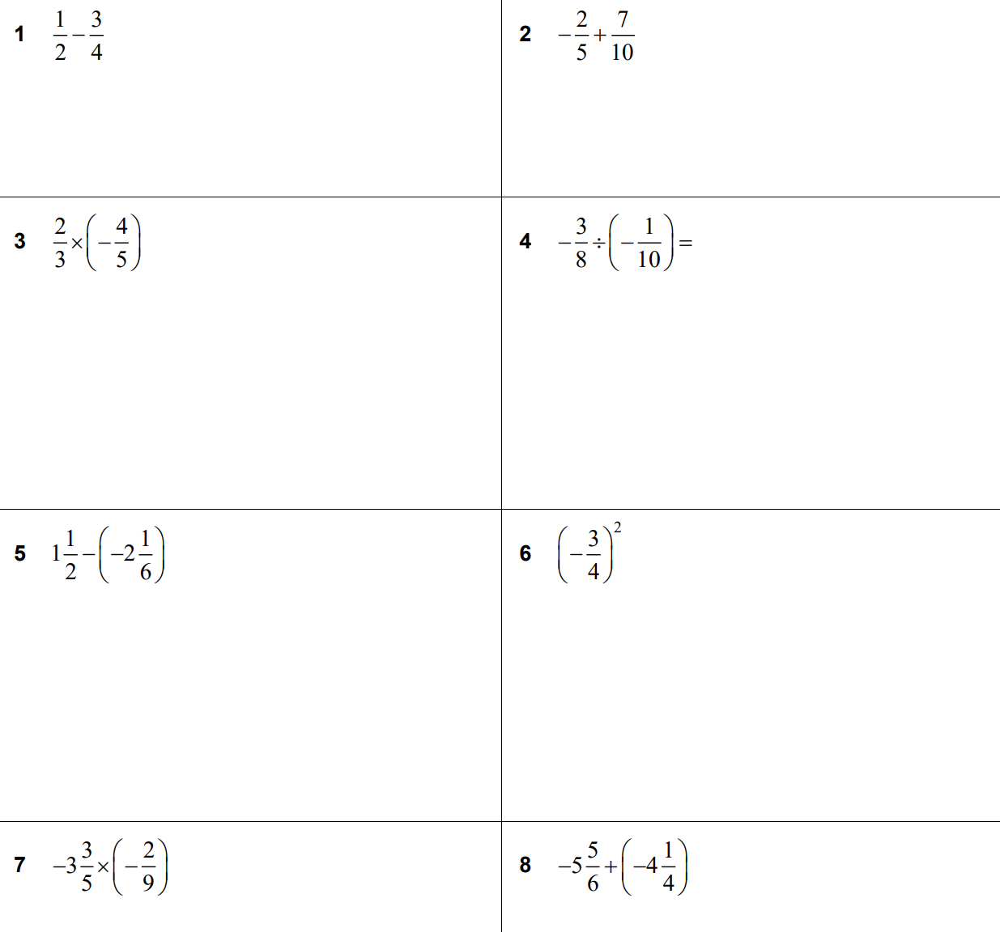 1 1/2 − 3/4
2 −2/5 + 7/10
3 2/3 × (−4/5)
4 −3/8 ÷ (−1/10) =
5 1 1/2 − (−2 1/6)
6 (−3/4)²
7 −3 3/5 × (−2/9)
8 −5 5/6 + (−4 1/4)